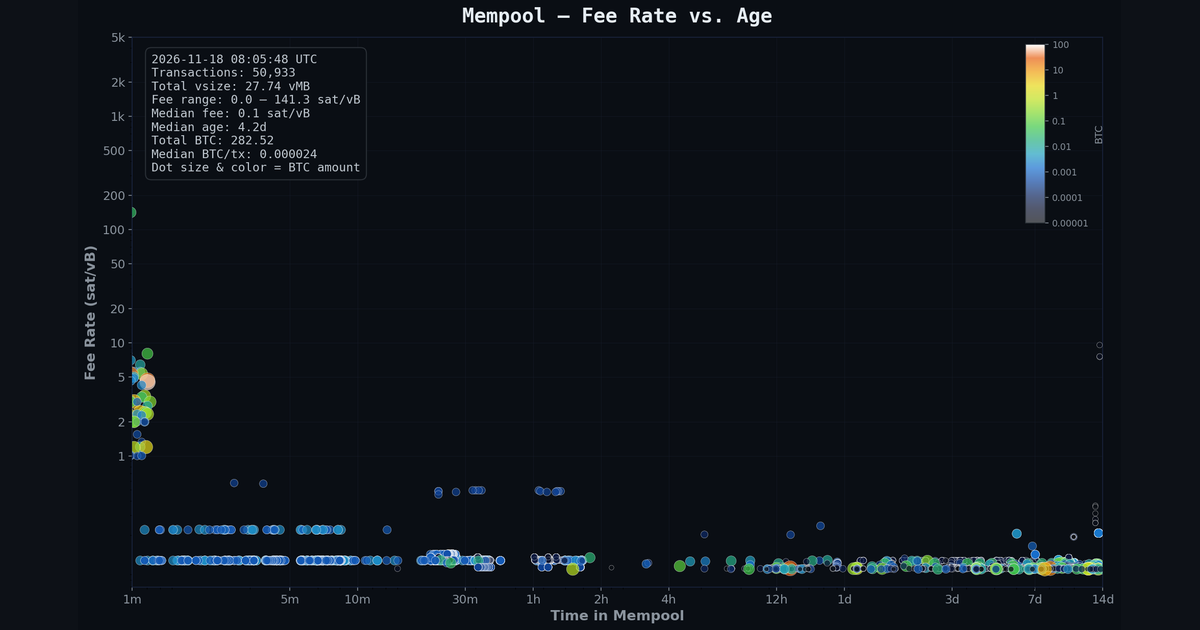 Mempool — Fee Rate vs. Age
2026-11-18 08:05:48 UTC
Transactions: 50,933
Total vsize: 27.74 vMB
Fee range: 0.0 — 141.3 sat/vB
Median fee: 0.1 sat/vB
Median age: 4.2d
Total BTC: 282.52
Median BTC/tx: 0.000024
Dot size & color = BTC amount
100
10
1
0.1
0.01
0.001
0.0001
0.00001
BTC
Fee Rate (sat/vB)
5k
2k
1k
500
200
100
50
20
10
5
2
1
1m
5m
10m
30m
1h
2h
4h
12h
1d
3d
7d
14d
Time in Mempool